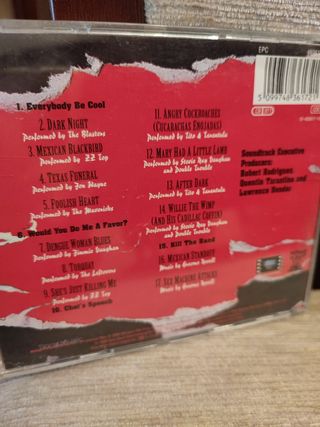 EPC
5 099748 361721
1. Everybody Be Cool
2. Dark Night
Performed by The Blasters
3. Mexican Blackbird
Performed by ZZ Top
4. Texas Funeral
Performed by Jon Wayne
5. Foolish Heart
Performed by The Mavericks
6. Would You Do Me A Favor?
7. Dengue Woman Blues
Performed by Jimmie Vaughan
8. Torquay
Performed by The Leftovers
9. She's Just Killing Me
Performed by ZZ Top
10. Chet's Speech
11. Angry Cockroaches
(Cucarachas Enojadas)
Performed by Tito & Tarantula
12. Mary Had A Little Lamb
Performed by Stevie Ray Vaughan
and Double Trouble
13. After Dark
Performed by Tito & Tarantula
14. Willie The Wimp
(And His Cadillac Coffin)
Performed by Stevie Ray Vaughan
and Double Trouble
15. Kill The Band
16. Mexican Standoff
Music by Graeme Revell
17. Sex Machine Attacks
Music by Graeme Revell
Soundtrack Executive
Producers:
Robert Rodriguez,
Quentin Tarantino and
Lawrence Bender